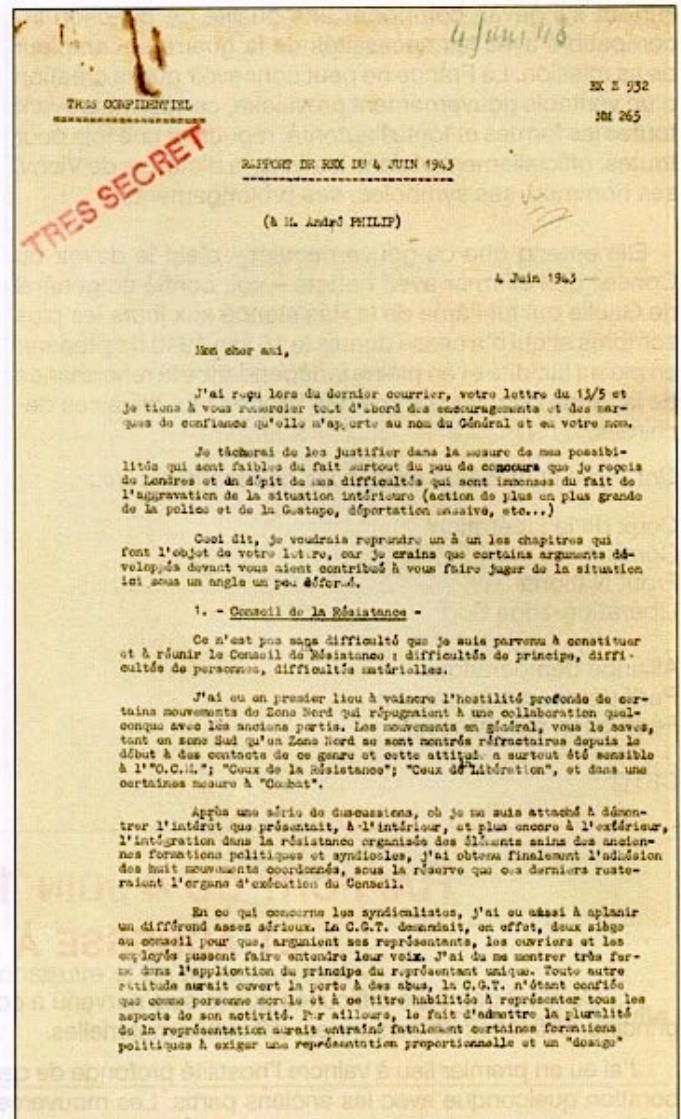 4 juin 43
EX Z 932
TRES CONFIDENTIEL
NM 265
TRES SECRET
RAPPORT DE REX DU 4 JUIN 1943
(à M. André PHILIP)
4 Juin 1943
Mon cher ami,
J'ai reçu lors du dernier courrier, votre lettre du 13/5 et
je tiens à vous remercier tout d'abord des encouragements et des mar-
ques de confiance qu'elle m'apporte au nom du Général et en votre nom.
Je tâcherai de les justifier dans la mesure de mes possibi-
lités qui sont faibles du fait surtout du peu de concours que je reçois
de Londres et en dépit de mes difficultés qui sont immenses du fait de
l'aggravation de la situation intérieure (action de plus en plus grande
de la police et de la Gestapo, déportation massive, etc...)
Ceci dit, je voudrais reprendre un à un les chapitres qui
font l'objet de votre lettre, car je crains que certains arguments dé-
veloppés devant vous aient contribué à vous faire juger de la situation
ici sous un angle un peu déformé.
1. - Conseil de la Résistance -
Ce n'est pas sans difficulté que je suis parvenu à constituer
et à réunir le Conseil de Résistance : difficultés de principe, diffi-
cultés de personnes, difficultés matérielles.
J'ai eu en premier lieu à vaincre l'hostilité profonde de cer-
tains mouvements de Zone Nord qui répugnaient à une collaboration quel-
conque avec les anciens partis. Les mouvements en général, vous le savez,
tant en zone Sud qu'en Zone Nord se sont montrés réfractaires depuis le
début à des contacts de ce genre et cette attitude a surtout été sensible
à l'"O.C.M."; "Ceux de la Résistance"; "Ceux de Libération", et dans une
certaines mesure à "Combat".
Après une série de duscussions, où je me suis attaché à démon-
trer l'intérêt que présentait, à l'intérieur, et plus encore à l'extérieur,
l'intégration dans la résistance organisée des éléments sains des ancien-
nes formations politiques et syndicales, j'ai obtenu finalement l'adhésion
des huit mouvements coordonnés, sous la réserve que ces derniers reste-
raient l'organe d'exécution du Conseil.
En ce qui concerne les syndicalistes, j'ai eu aussi à aplanir
un différend assez sérieux. La C.G.T. demandait, en effet, deux siège
au conseil pour que, arguaient ses représentants, les ouvriers et les
employés pussent faire entendre leur voix. J'ai du me montrer très fer-
me dans l'application du principe du représentant unique. Toute autre
attitude aurait ouvert la porte à des abus, la C.G.T. n'étant confiée
que comme personne morale et à ce titre habilitée à représenter tous les
aspects de son activité. Par ailleurs, le fait d'admettre la pluralité
de la représentation aurait entraîné fatalement certaines formations
politiques à exiger une représentation proportionnelle et un "dosage"